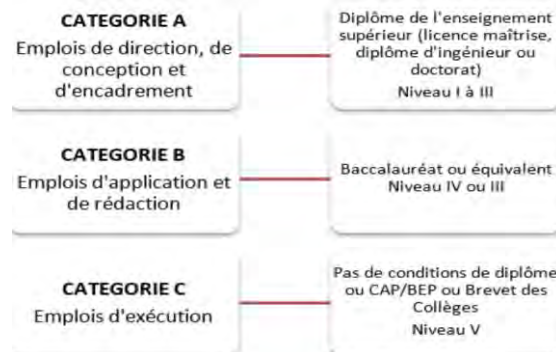 CATEGORIE A
Emplois de direction, de
conception et
d'encadrement
Diplôme de l'enseignement
supérieur (licence maîtrise,
diplôme d'ingénieur ou
doctorat)
Niveau I à III
CATEGORIE B
Emplois d'application et
de rédaction
Baccalauréat ou équivalent
Niveau IV ou III
CATEGORIE C
Emplois d'exécution
Pas de conditions de diplôme
ou CAP/BEP ou Brevet des
Collèges
Niveau V